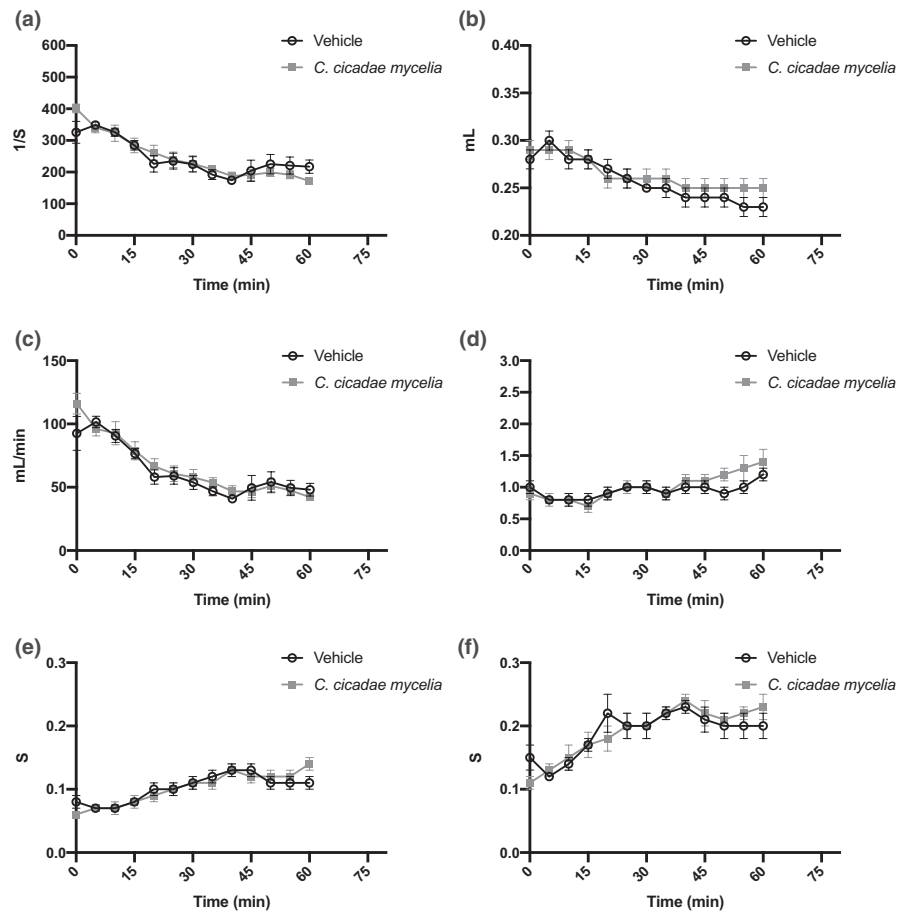 (a)
Vehicle
C. cicadae mycelia
600
500
400
300
200
100
0
1/S
0 15 30 45 60 75
Time (min)
(b)
Vehicle
C. cicadae mycelia
0.40
0.35
0.30
0.25
0.20
mL
0 15 30 45 60 75
Time (min)
(c)
Vehicle
C. cicadae mycelia
150
100
50
0
mL/min
0 15 30 45 60 75
Time (min)
(d)
Vehicle
C. cicadae mycelia
3.0
2.5
2.0
1.5
1.0
0.5
0.0
0 15 30 45 60 75
Time (min)
(e)
Vehicle
C. cicadae mycelia
0.3
0.2
0.1
0.0
S
0 15 30 45 60 75
Time (min)
(f)
Vehicle
C. cicadae mycelia
0.3
0.2
0.1
0.0
S
0 15 30 45 60 75
Time (min)